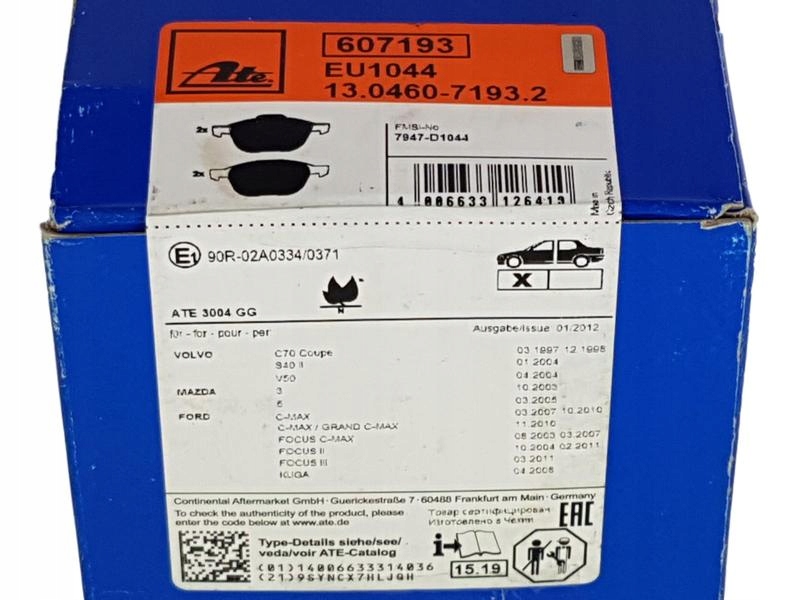 Ate
607193
EU1044
13.0460-7193.2
2x
2x
FMSI-No
7947-D1044
4 006633 126419
Made in
Czech Republic
E1 90R-02A0334/0371
X
N
ATE 3004 GG
für - for - pour - per
Ausgabe/Issue 01/2012
VOLVO C70 Coupe 03.1997 12.1998
S40 II 01.2004
V50 04.2004
MAZDA 3 10.2003
5 03.2005
FORD C-MAX 03.2007 10.2010
C-MAX / GRAND C-MAX 11.2010
FOCUS C-MAX 08.2003 03.2007
FOCUS II 10.2004 02.2011
FOCUS III 03.2011
KUGA 04.2008
Continental Aftermarket GmbH · Guerickestraße 7 · 60488 Frankfurt am Main · Germany
To check the authenticity of the product, please
enter the code below at www.ate.de
Товар сертифицирован
Изготовлено в Чехии
EAC
Type-Details siehe/see/
veda/voir ATE-Catalog
(01)14006633314036
(21)9SYNCX7HLJQH
i
15.19